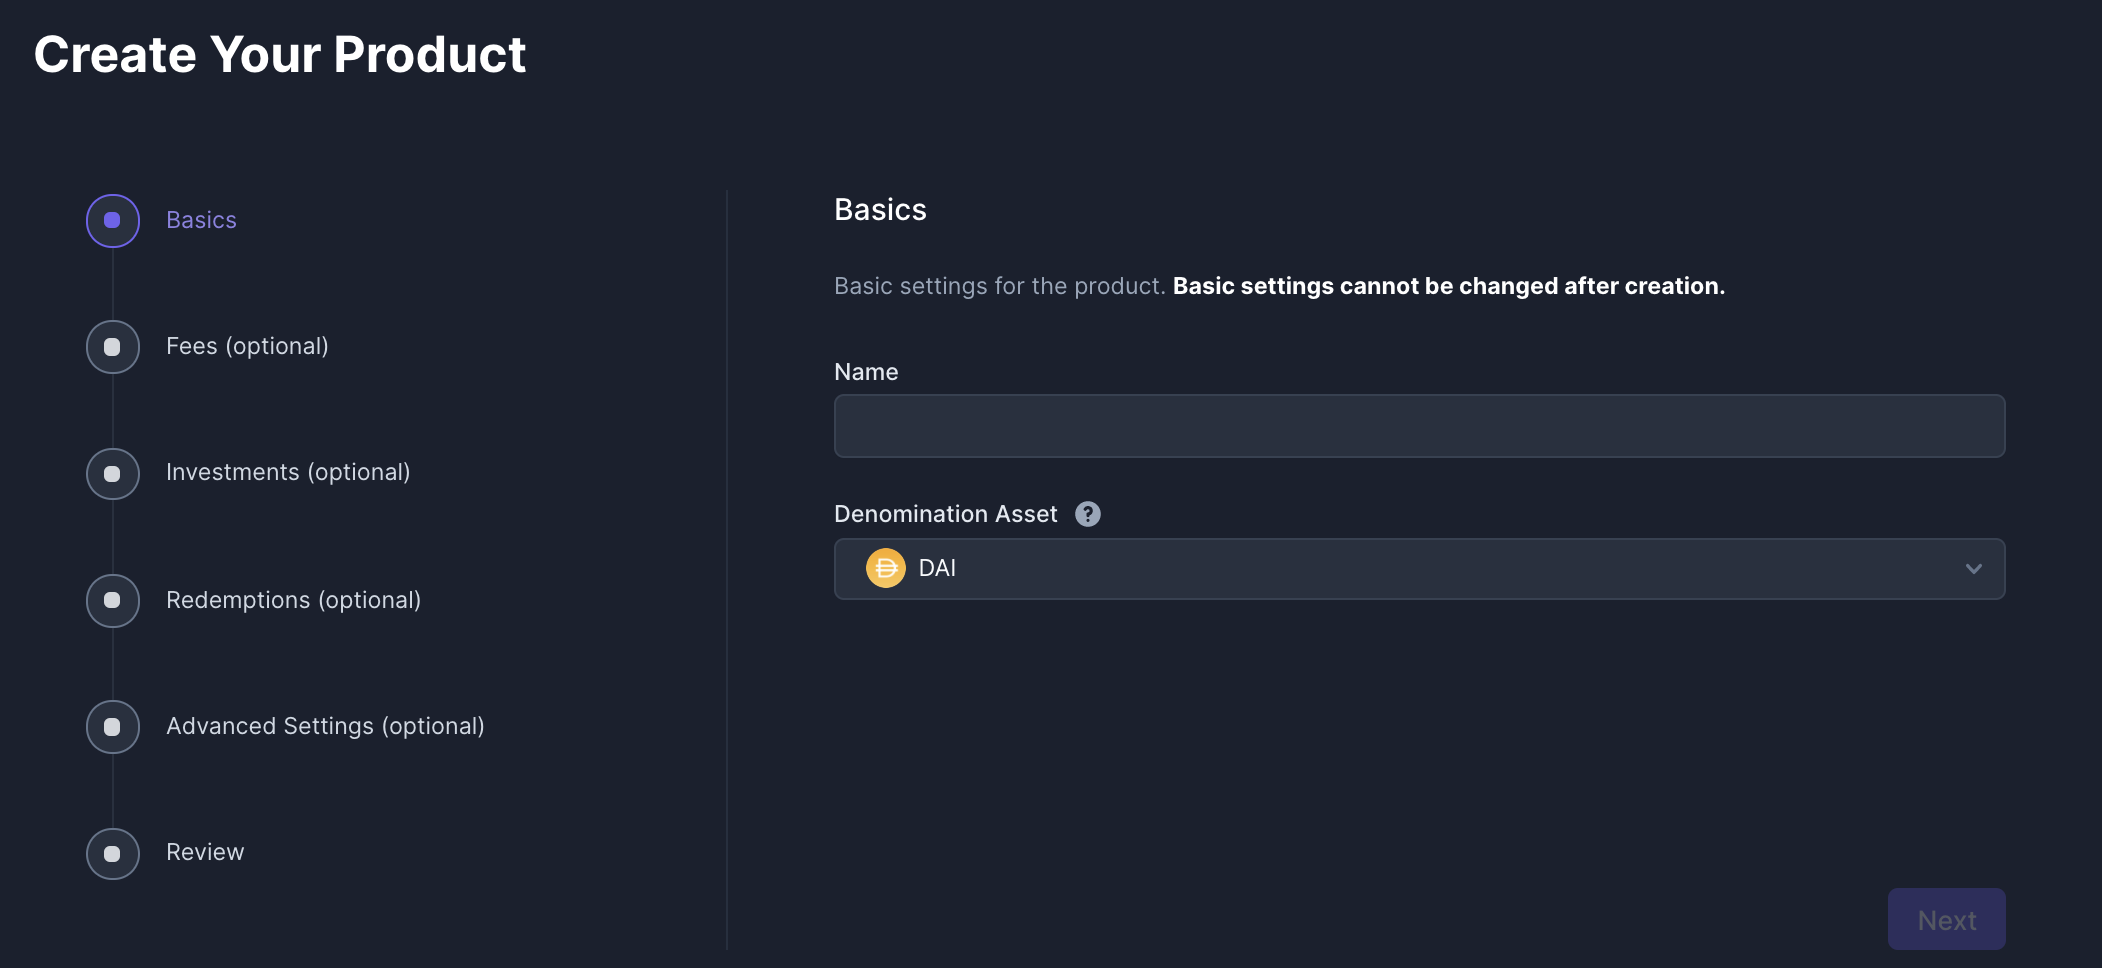 Create Your Product
Basics
Fees (optional)
Investments (optional)
Redemptions (optional)
Advanced Settings (optional)
Review
Basics
Basic settings for the product. Basic settings cannot be changed after creation.
Name
Denomination Asset ?
DAI
Next